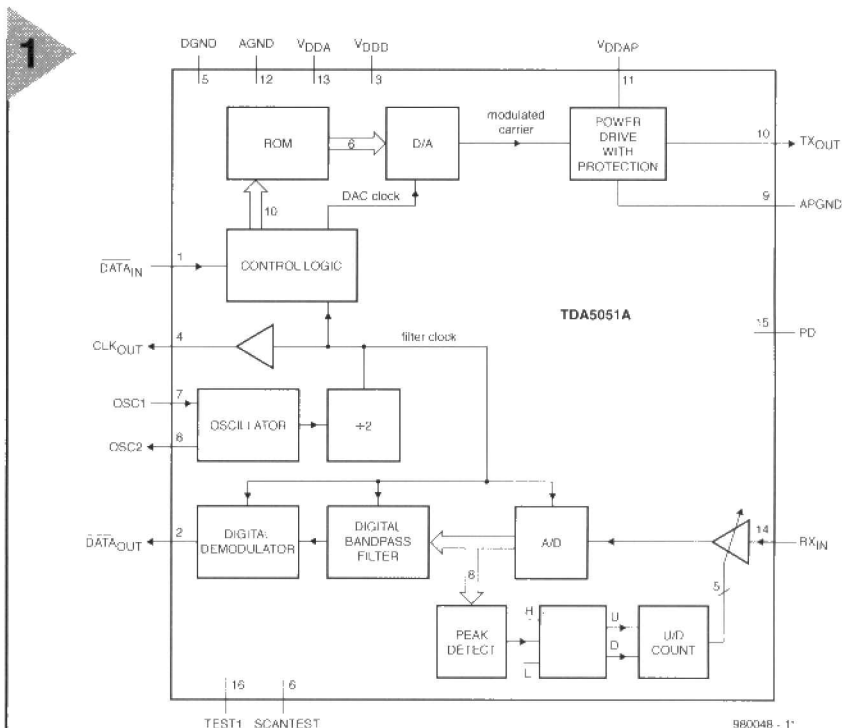 1
DGND AGND VDDA VDDD VDDAP
5 12 13 3 11
ROM
6
D/A
modulated
carrier
POWER
DRIVE
WITH
PROTECTION
10 TXOUT
9 APGND
10
DAC clock
DATAIN 1
CONTROL LOGIC
TDA5051A
15 PD
CLKOUT 4
filter clock
OSC1 7
OSCILLATOR
÷2
OSC2 8
DATAOUT 2
DIGITAL
DEMODULATOR
DIGITAL
BANDPASS
FILTER
A/D
14 RXIN
8
5
PEAK
DETECT
H
L
U
D
U/D
COUNT
16 6
TEST1 SCANTEST
980048 - 11